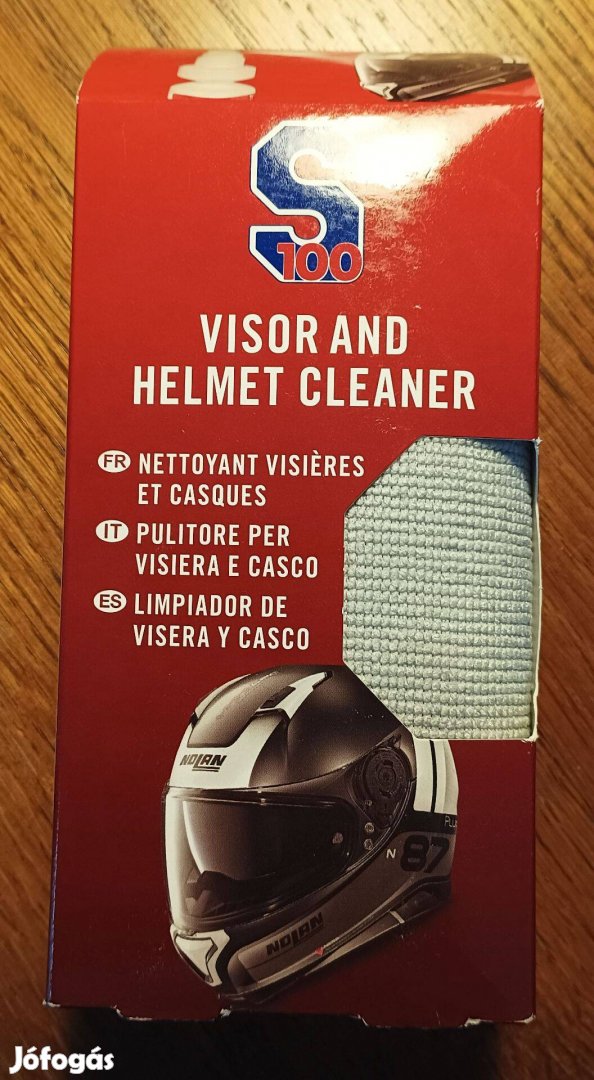 S
100
VISOR AND
HELMET CLEANER
FR NETTOYANT VISIÈRES
ET CASQUES
IT PULITORE PER
VISIERA E CASCO
ES LIMPIADOR DE
VISERA Y CASCO
NOLAN
N 87
NOLAN
Jófogás